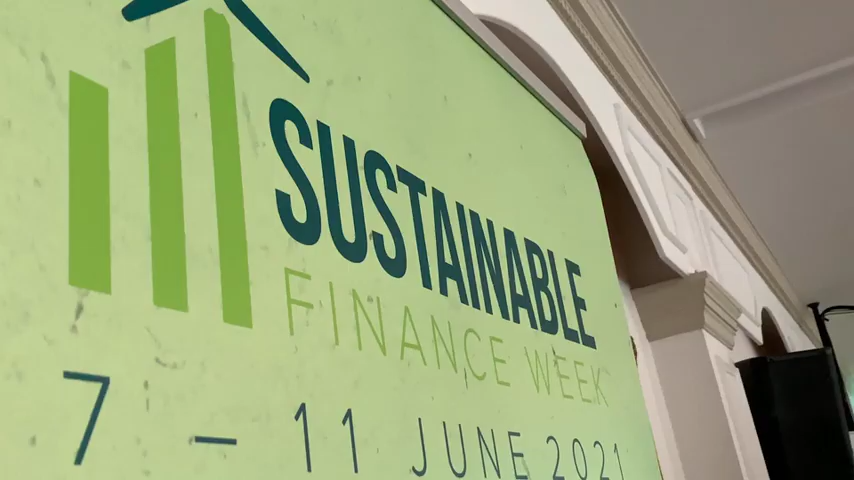 SUSTAINABLE
FINANCE WEEK
7 – 11 JUNE 2021